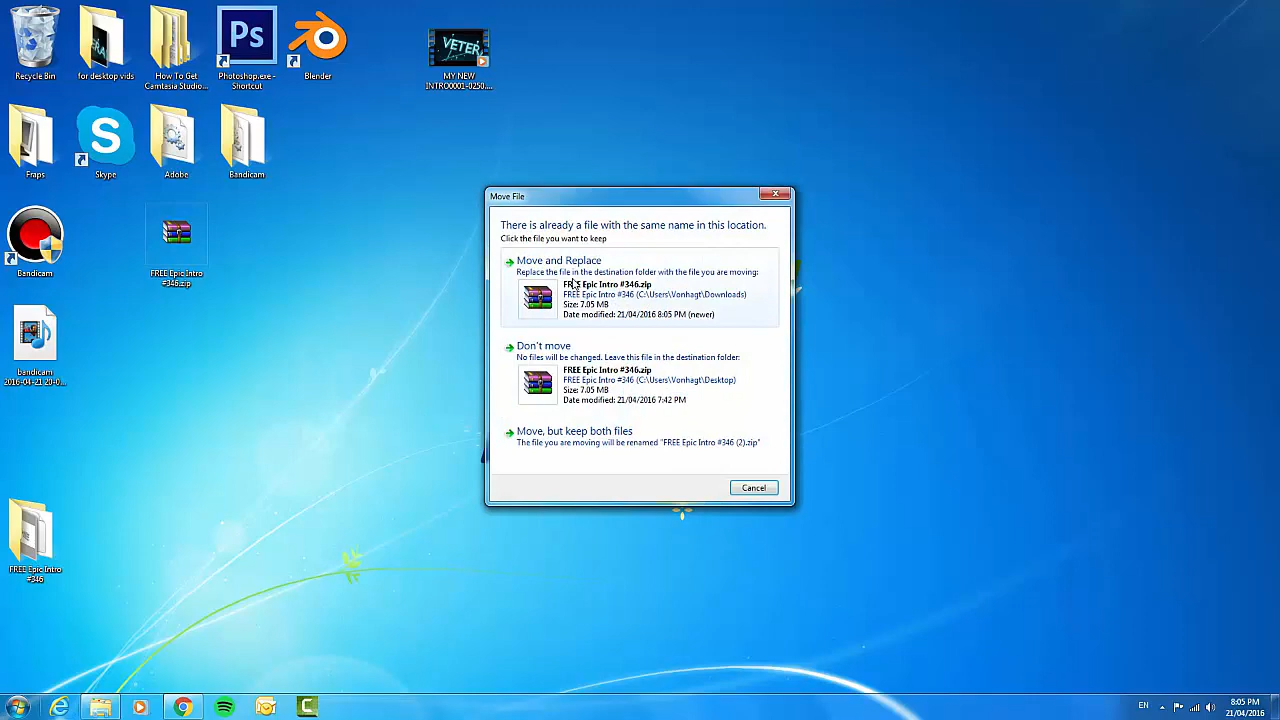 Ps
VETER
Recycle Bin
for desktop vids
How To Get
Camtasia Studio...
Photoshop.exe -
Shortcut
Blender
MY NEW
INTRO0001-0250....
S
Fraps
Skype
Adobe
Bandicam
Bandicam
FREE Epic Intro
#346.zip
bandicam
2016-04-21 20-0...
FREE Epic Intro
#346
Move File
There is already a file with the same name in this location.
Click the file you want to keep
Move and Replace
Replace the file in the destination folder with the file you are moving:
FREE Epic Intro #346.zip
FREE Epic Intro #346 (C:\Users\Vonhagt\Downloads)
Size: 7.05 MB
Date modified: 21/04/2016 8:05 PM (newer)
Don't move
No files will be changed. Leave this file in the destination folder:
FREE Epic Intro #346.zip
FREE Epic Intro #346 (C:\Users\Vonhagt\Desktop)
Size: 7.05 MB
Date modified: 21/04/2016 7:42 PM
Move, but keep both files
The file you are moving will be renamed "FREE Epic Intro #346 (2).zip"
Cancel
C
EN
8:05 PM
21/04/2016